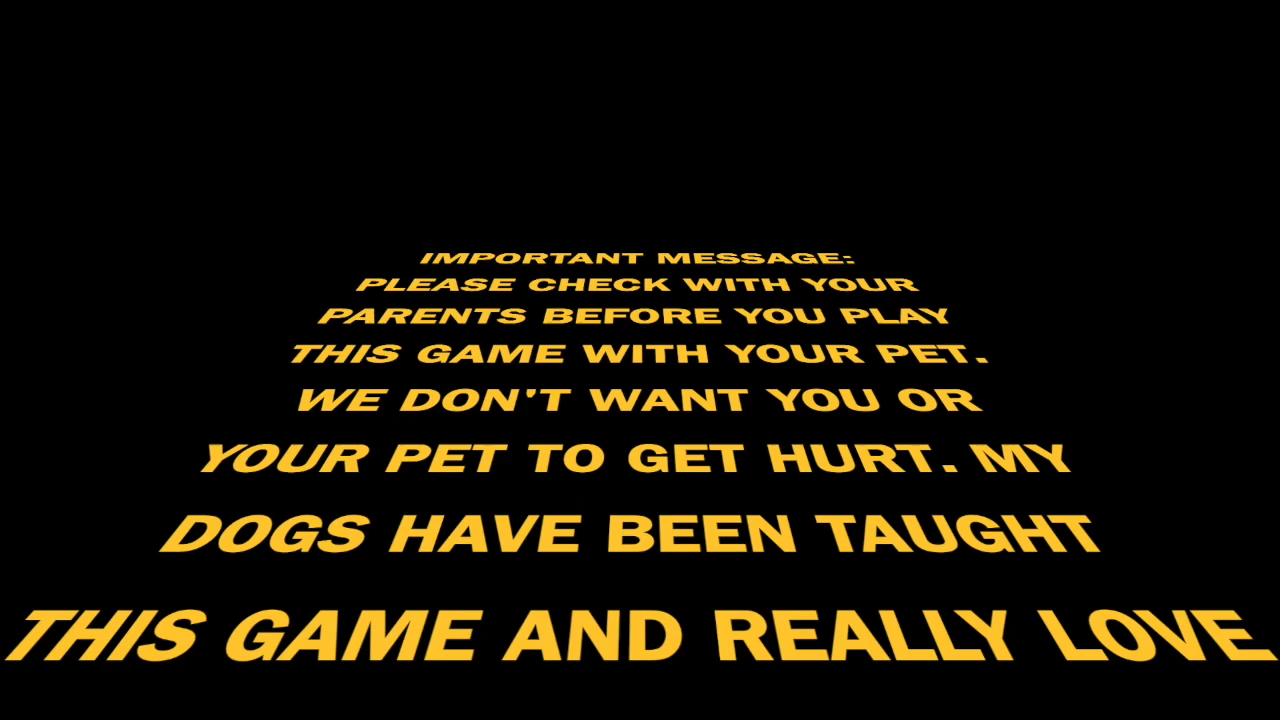 IMPORTANT MESSAGE:
PLEASE CHECK WITH YOUR
PARENTS BEFORE YOU PLAY
THIS GAME WITH YOUR PET.
WE DON'T WANT YOU OR
YOUR PET TO GET HURT. MY
DOGS HAVE BEEN TAUGHT
THIS GAME AND REALLY LOVE